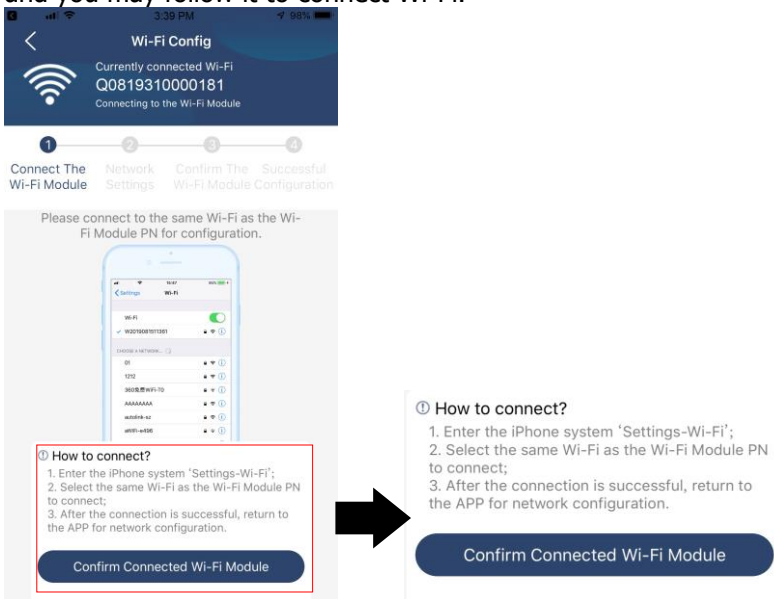 and you may follow it to connect Wi-Fi.
3:39 PM
98%
Wi-Fi Config
Currently connected Wi-Fi
Q0819310000181
Connecting to the Wi-Fi Module
1 2 3 4
Connect The Network Confirm The Successful
Wi-Fi Module Settings Wi-Fi Module Configuration
Please connect to the same Wi-Fi as the Wi-
Fi Module PN for configuration.
Settings Wi-Fi
Wi-Fi
CHOOSE A NETWORK...
01
1212
AAAAAAAA
autolink-sz
aWiFi-e496
How to connect?
1. Enter the iPhone system ‘Settings-Wi-Fi’;
2. Select the same Wi-Fi as the Wi-Fi Module PN
to connect;
3. After the connection is successful, return to
the APP for network configuration.
Confirm Connected Wi-Fi Module
How to connect?
1. Enter the iPhone system ‘Settings-Wi-Fi’;
2. Select the same Wi-Fi as the Wi-Fi Module PN
to connect;
3. After the connection is successful, return to
the APP for network configuration.
Confirm Connected Wi-Fi Module